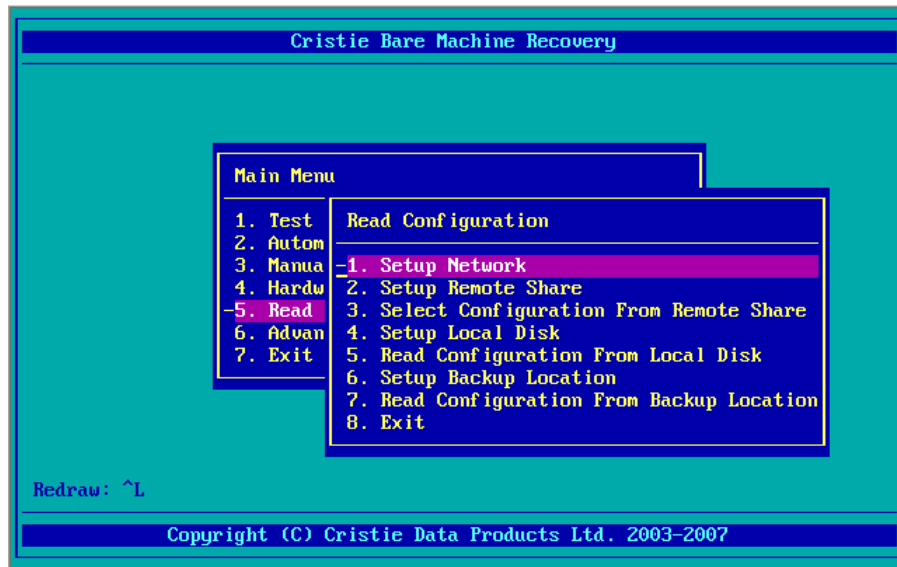 Cristie Bare Machine Recovery
Main Menu
1. Test
2. Autom
3. Manua
4. Hardw
5. Read
6. Advan
7. Exit
Read Configuration
1. Setup Network
2. Setup Remote Share
3. Select Configuration From Remote Share
4. Setup Local Disk
5. Read Configuration From Local Disk
6. Setup Backup Location
7. Read Configuration From Backup Location
8. Exit
Redraw: ^L
Copyright (C) Cristie Data Products Ltd. 2003-2007